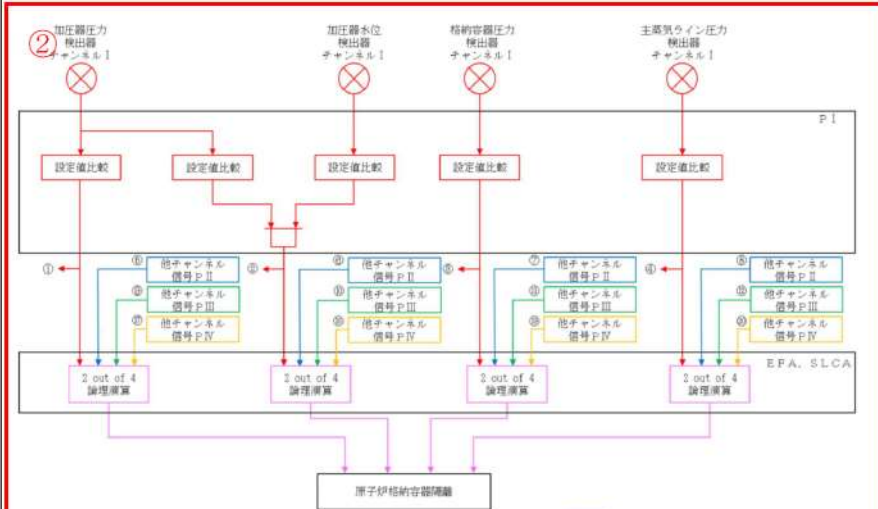 ②
加圧器圧力
検出器
チャンネルⅠ
加圧器水位
検出器
チャンネルⅠ
格納容器圧力
検出器
チャンネルⅠ
主蒸気ライン圧力
検出器
チャンネルⅠ
PⅠ
設定値比較
設定値比較
設定値比較
設定値比較
設定値比較
①
②
③
④
他チャンネル
信号PⅡ
⑦
他チャンネル
信号PⅡ
他チャンネル
信号PⅡ
⑧
他チャンネル
信号PⅡ
他チャンネル
信号PⅢ
他チャンネル
信号PⅢ
他チャンネル
信号PⅢ
他チャンネル
信号PⅢ
⑰
他チャンネル
信号PⅣ
⑱
他チャンネル
信号PⅣ
⑲
他チャンネル
信号PⅣ
⑳
他チャンネル
信号PⅣ
EFA, SLCA
2 out of 4
論理演算
2 out of 4
論理演算
2 out of 4
論理演算
2 out of 4
論理演算
原子炉格納容器隔離